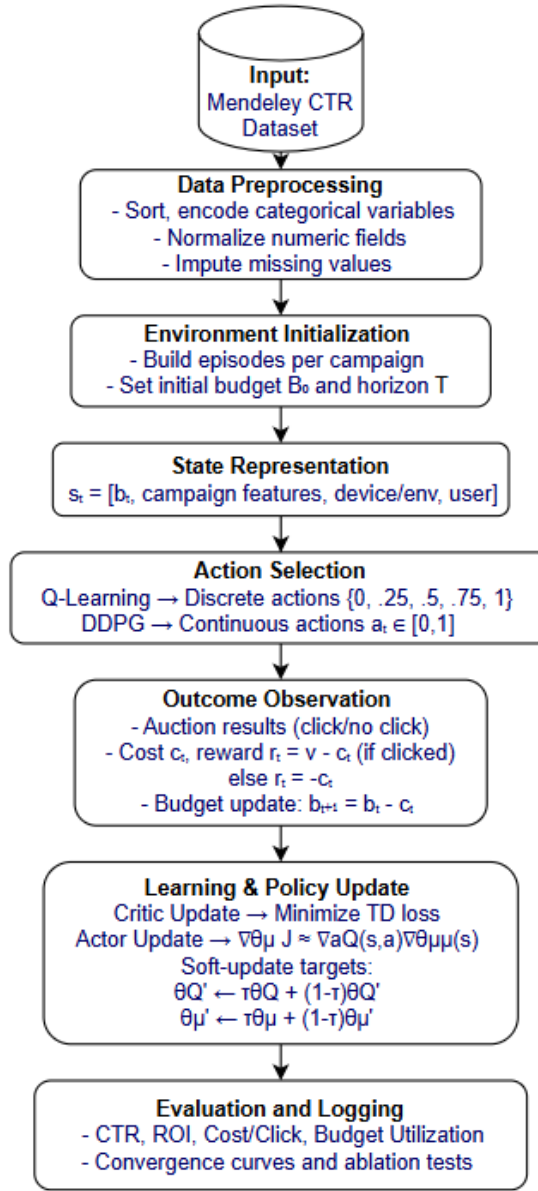 Input:
Mendeley CTR
Dataset
Data Preprocessing
- Sort, encode categorical variables
- Normalize numeric fields
- Impute missing values
Environment Initialization
- Build episodes per campaign
- Set initial budget B₀ and horizon T
State Representation
sₜ = [bₜ, campaign features, device/env, user]
Action Selection
Q-Learning → Discrete actions {0, .25, .5, .75, 1}
DDPG → Continuous actions aₜ ∈ [0,1]
Outcome Observation
- Auction results (click/no click)
- Cost cₜ, reward rₜ = v - cₜ (if clicked)
else rₜ = -cₜ
- Budget update: bₜ₊₁ = bₜ - cₜ
Learning & Policy Update
Critic Update → Minimize TD loss
Actor Update → ∇θμ J ≈ ∇aQ(s,a)∇θμμ(s)
Soft-update targets:
θQ' ← τθQ + (1-τ)θQ'
θμ' ← τθμ + (1-τ)θμ'
Evaluation and Logging
- CTR, ROI, Cost/Click, Budget Utilization
- Convergence curves and ablation tests